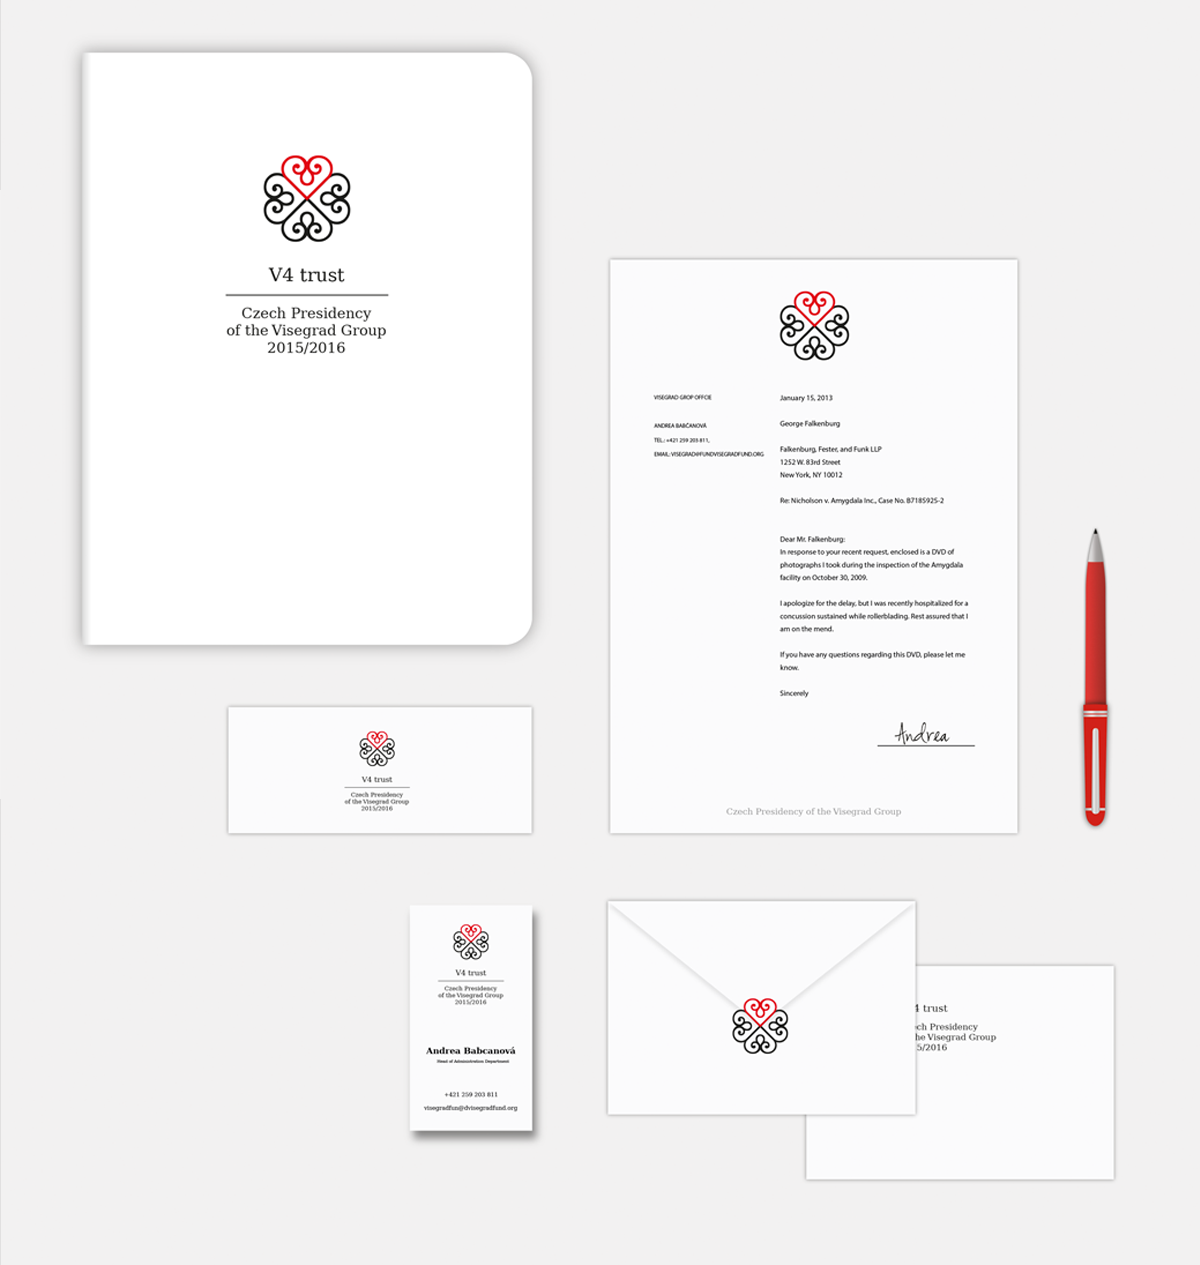 V4 trust
Czech Presidency
of the Visegrad Group
2015/2016
VISEGRAD GROP OFFCIE
ANDREA BABČANOVÁ
TEL.: +421 259 203 811,
EMAIL: VISEGRAD@FUNDVISEGRADFUND.ORG
January 15, 2013
George Falkenburg
Falkenburg, Fester, and Funk LLP
1252 W. 83rd Street
New York, NY 10012
Re: Nicholson v. Amygdala Inc., Case No. B7185925-2
Dear Mr. Falkenburg:
In response to your recent request, enclosed is a DVD of
photographs I took during the inspection of the Amygdala
facility on October 30, 2009.
I apologize for the delay, but I was recently hospitalized for a
concussion sustained while rollerblading. Rest assured that I
am on the mend.
If you have any questions regarding this DVD, please let me
know.
Sincerely
Andrea
Czech Presidency of the Visegrad Group
V4 trust
Czech Presidency
of the Visegrad Group
2015/2016
V4 trust
Czech Presidency
of the Visegrad Group
2015/2016
Andrea Babcanová
Head of Administration Department
+421 259 203 811
visegradfun@dvisegradfund.org
4 trust
ech Presidency
he Visegrad Group
5/2016